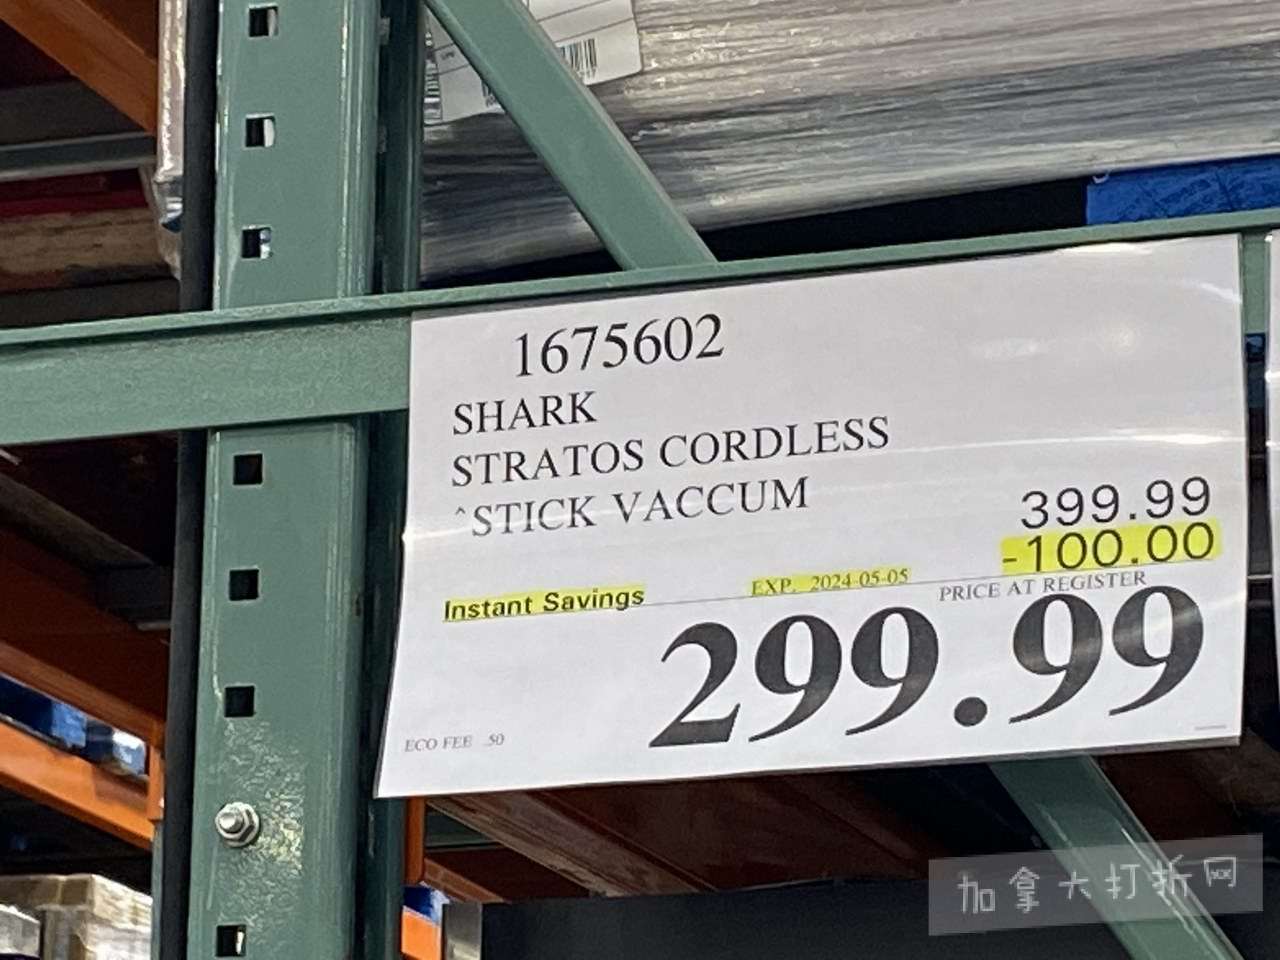 1675602
SHARK
STRATOS CORDLESS
^STICK VACCUM
399.99
-100.00
Instant Savings EXP. 2024-05-05 PRICE AT REGISTER
299.99
ECO FEE .50
加拿大打折网